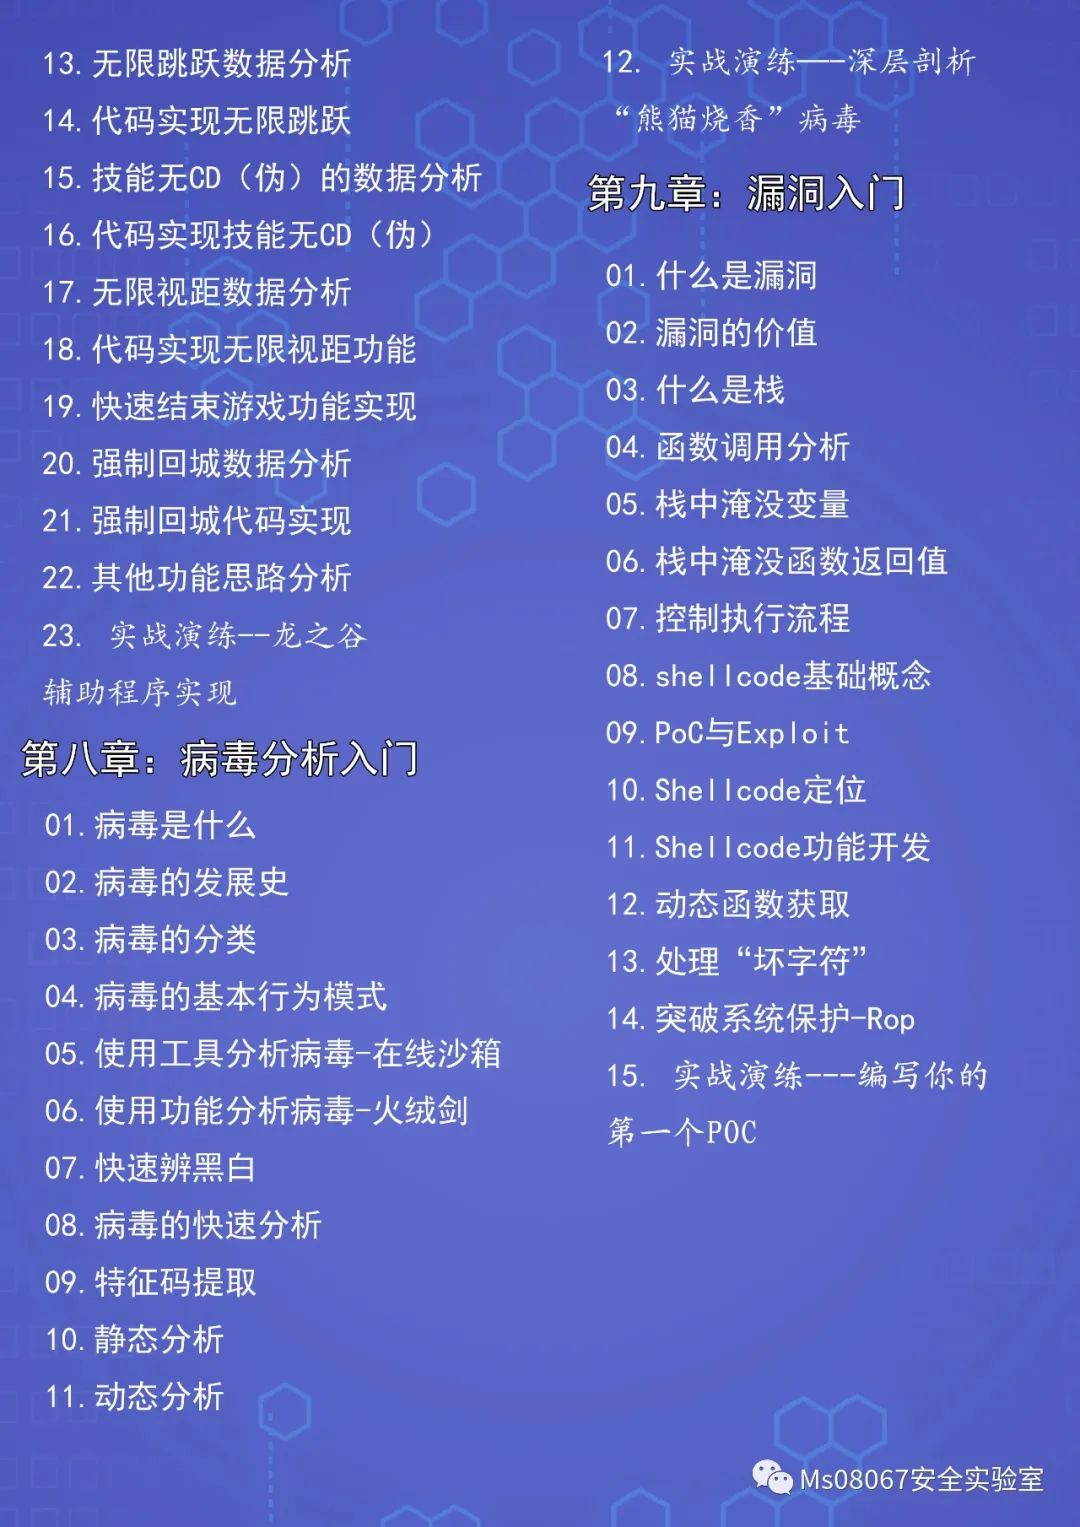 13.无限跳跃数据分析
14.代码实现无限跳跃
15.技能无CD（伪）的数据分析
16.代码实现技能无CD（伪）
17.无限视距数据分析
18.代码实现无限视距功能
19.快速结束游戏功能实现
20.强制回城数据分析
21.强制回城代码实现
22.其他功能思路分析
23. 实战演练--龙之谷
辅助程序实现
第八章：病毒分析入门
01.病毒是什么
02.病毒的发展史
03.病毒的分类
04.病毒的基本行为模式
05.使用工具分析病毒-在线沙箱
06.使用功能分析病毒-火绒剑
07.快速辨黑白
08.病毒的快速分析
09.特征码提取
10.静态分析
11.动态分析
12. 实战演练---深层剖析
“熊猫烧香”病毒
第九章：漏洞入门
01.什么是漏洞
02.漏洞的价值
03.什么是栈
04.函数调用分析
05.栈中淹没变量
06.栈中淹没函数返回值
07.控制执行流程
08.shellcode基础概念
09.PoC与Exploit
10.Shellcode定位
11.Shellcode功能开发
12.动态函数获取
13.处理“坏字符”
14.突破系统保护-Rop
15. 实战演练---编写你的
第一个POC
Ms08067安全实验室